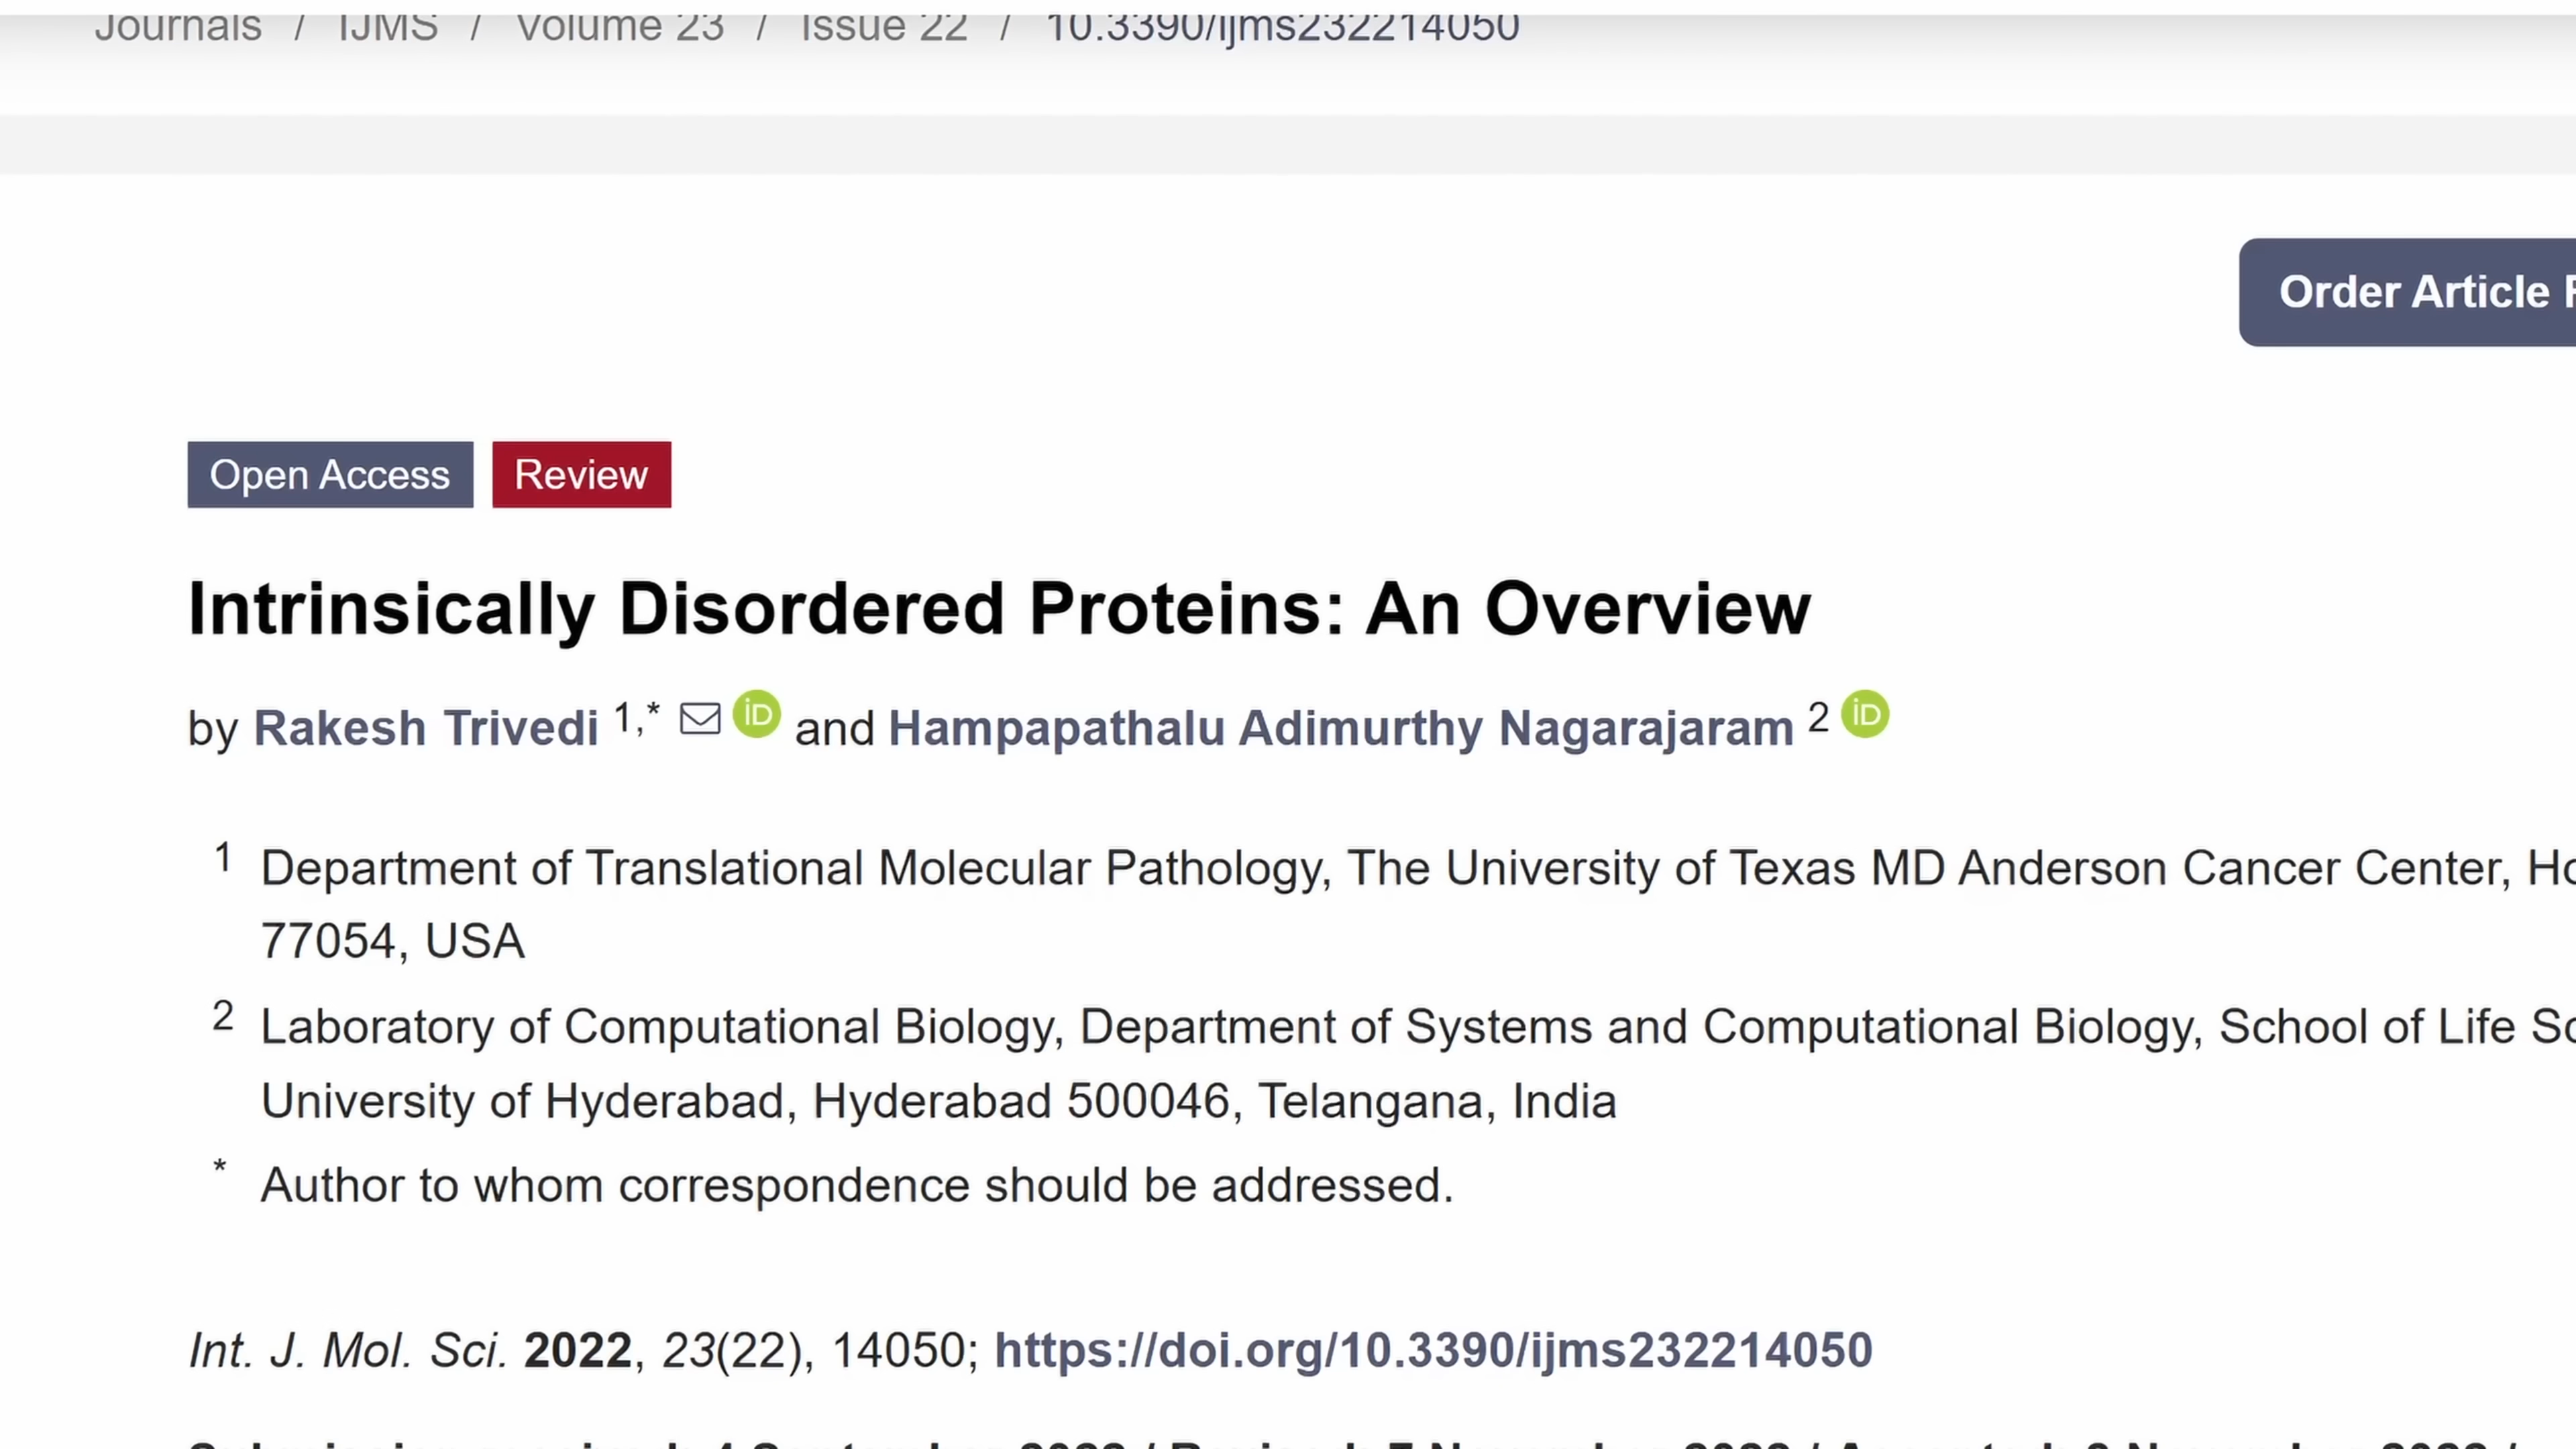 Journals / IJMS / Volume 23 / Issue 22 / 10.3390/ijms232214050
Order Article
Open Access Review
Intrinsically Disordered Proteins: An Overview
by Rakesh Trivedi 1,* iD and Hampapathalu Adimurthy Nagarajaram 2 iD
1 Department of Translational Molecular Pathology, The University of Texas MD Anderson Cancer Center,
77054, USA
2 Laboratory of Computational Biology, Department of Systems and Computational Biology, School of Life
University of Hyderabad, Hyderabad 500046, Telangana, India
* Author to whom correspondence should be addressed.
Int. J. Mol. Sci. 2022, 23(22), 14050; https://doi.org/10.3390/ijms232214050